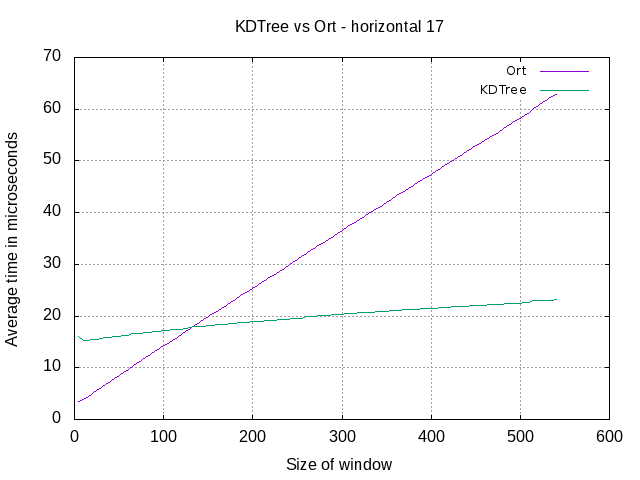 KDTree vs Ort - horizontal 17
Ort
KDTree
70
60
50
40
30
20
10
0
Average time in microseconds
0 100 200 300 400 500 600
Size of window